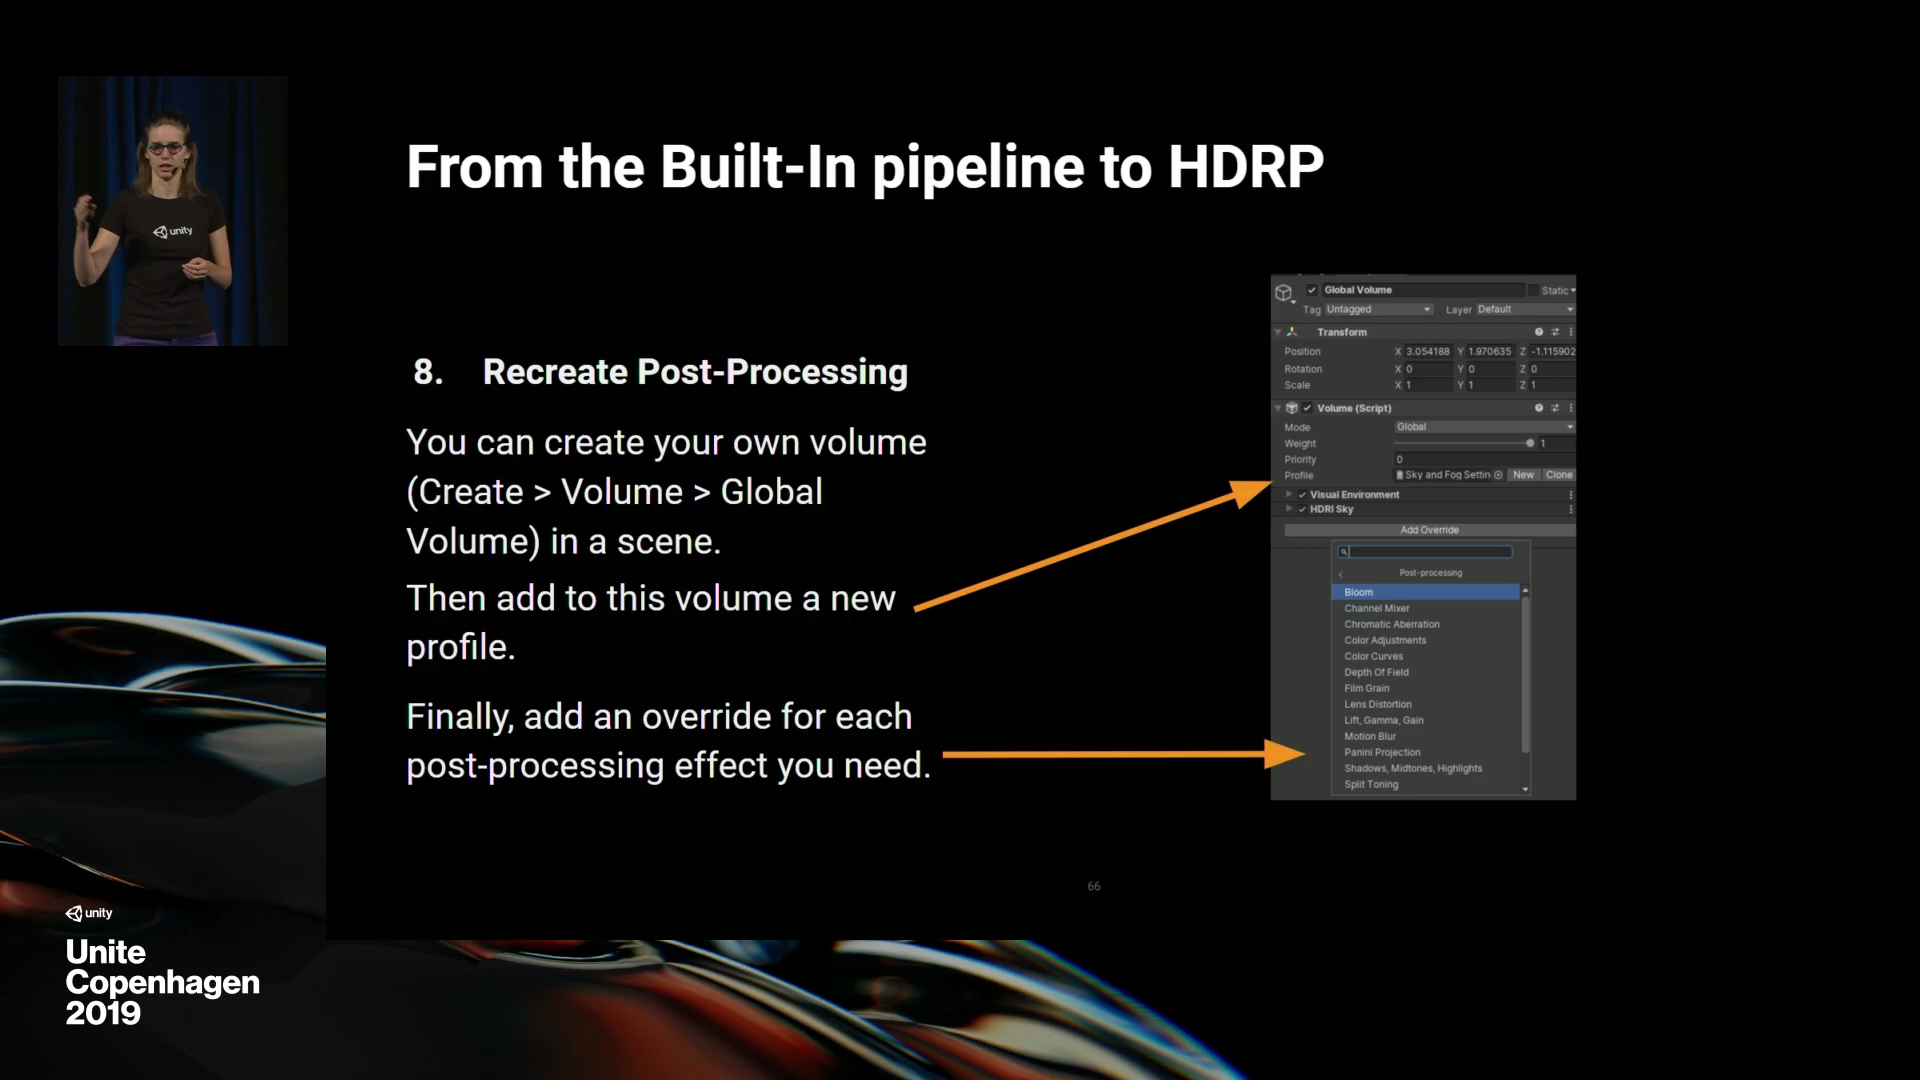 unity
From the Built-In pipeline to HDRP
8. Recreate Post-Processing
You can create your own volume
(Create > Volume > Global
Volume) in a scene.
Then add to this volume a new
profile.
Finally, add an override for each
post-processing effect you need.
Global Volume
Static
Tag Untagged Layer Default
Transform
Position X 3.054188 Y 1.970635 Z -1.115902
Rotation X 0 Y 0 Z 0
Scale X 1 Y 1 Z 1
Volume (Script)
Mode Global
Weight 1
Priority 0
Profile Sky and Fog Settin New Clone
Visual Environment
HDRI Sky
Add Override
Post-processing
Bloom
Channel Mixer
Chromatic Aberration
Color Adjustments
Color Curves
Depth Of Field
Film Grain
Lens Distortion
Lift, Gamma, Gain
Motion Blur
Panini Projection
Shadows, Midtones, Highlights
Split Toning
66
unity
Unite
Copenhagen
2019